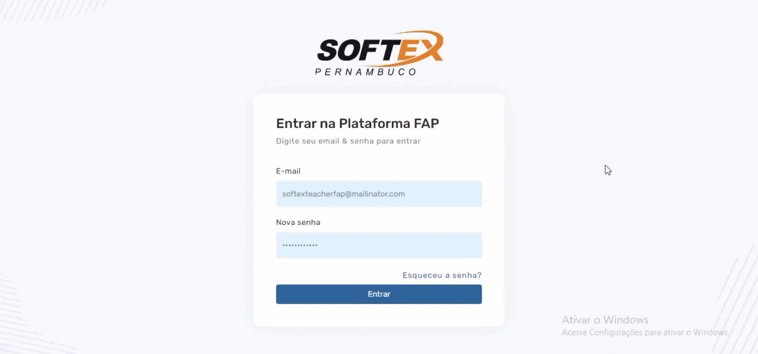 SOFTEX
PERNAMBUCO
Entrar na Plataforma FAP
Digite seu email & senha para entrar
E-mail
softexteacherfap@mailinator.com
Nova senha
••••••••••••
Esqueceu a senha?
Entrar
Ativar o Windows
Acesse Configurações para ativar o Windows.